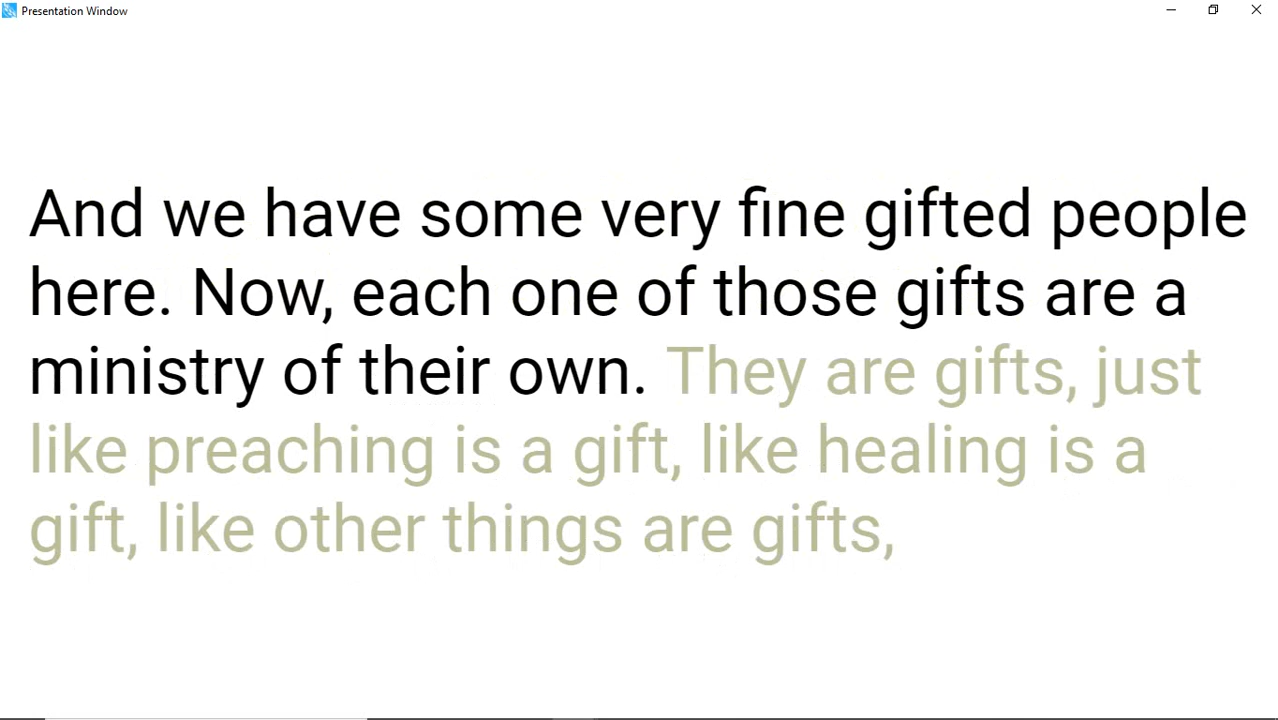 Presentation Window
And we have some very fine gifted people
here. Now, each one of those gifts are a
ministry of their own. They are gifts, just
like preaching is a gift, like healing is a
gift, like other things are gifts,